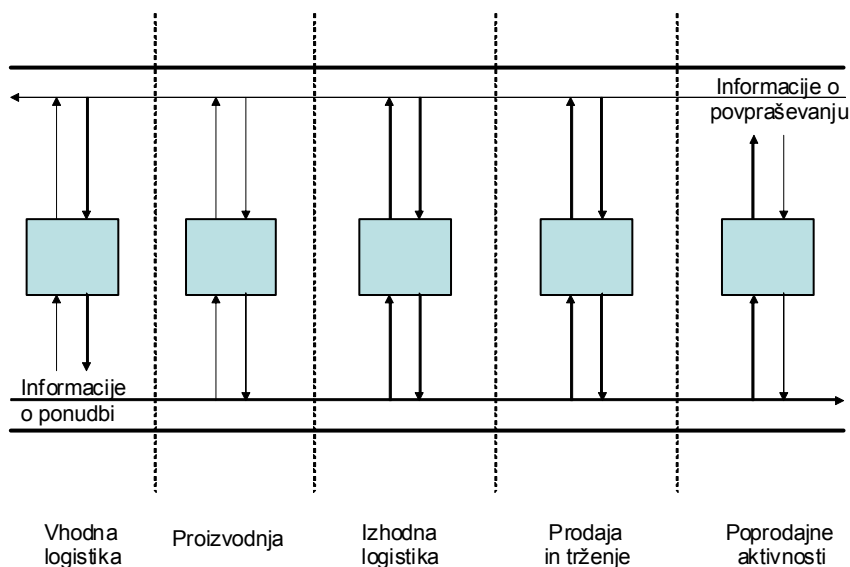 Informacije o
povpraševanju
Informacije
o ponudbi
Vhodna
logistika
Proizvodnja
Izhodna
logistika
Prodaja
in trženje
Poprodajne
aktivnosti